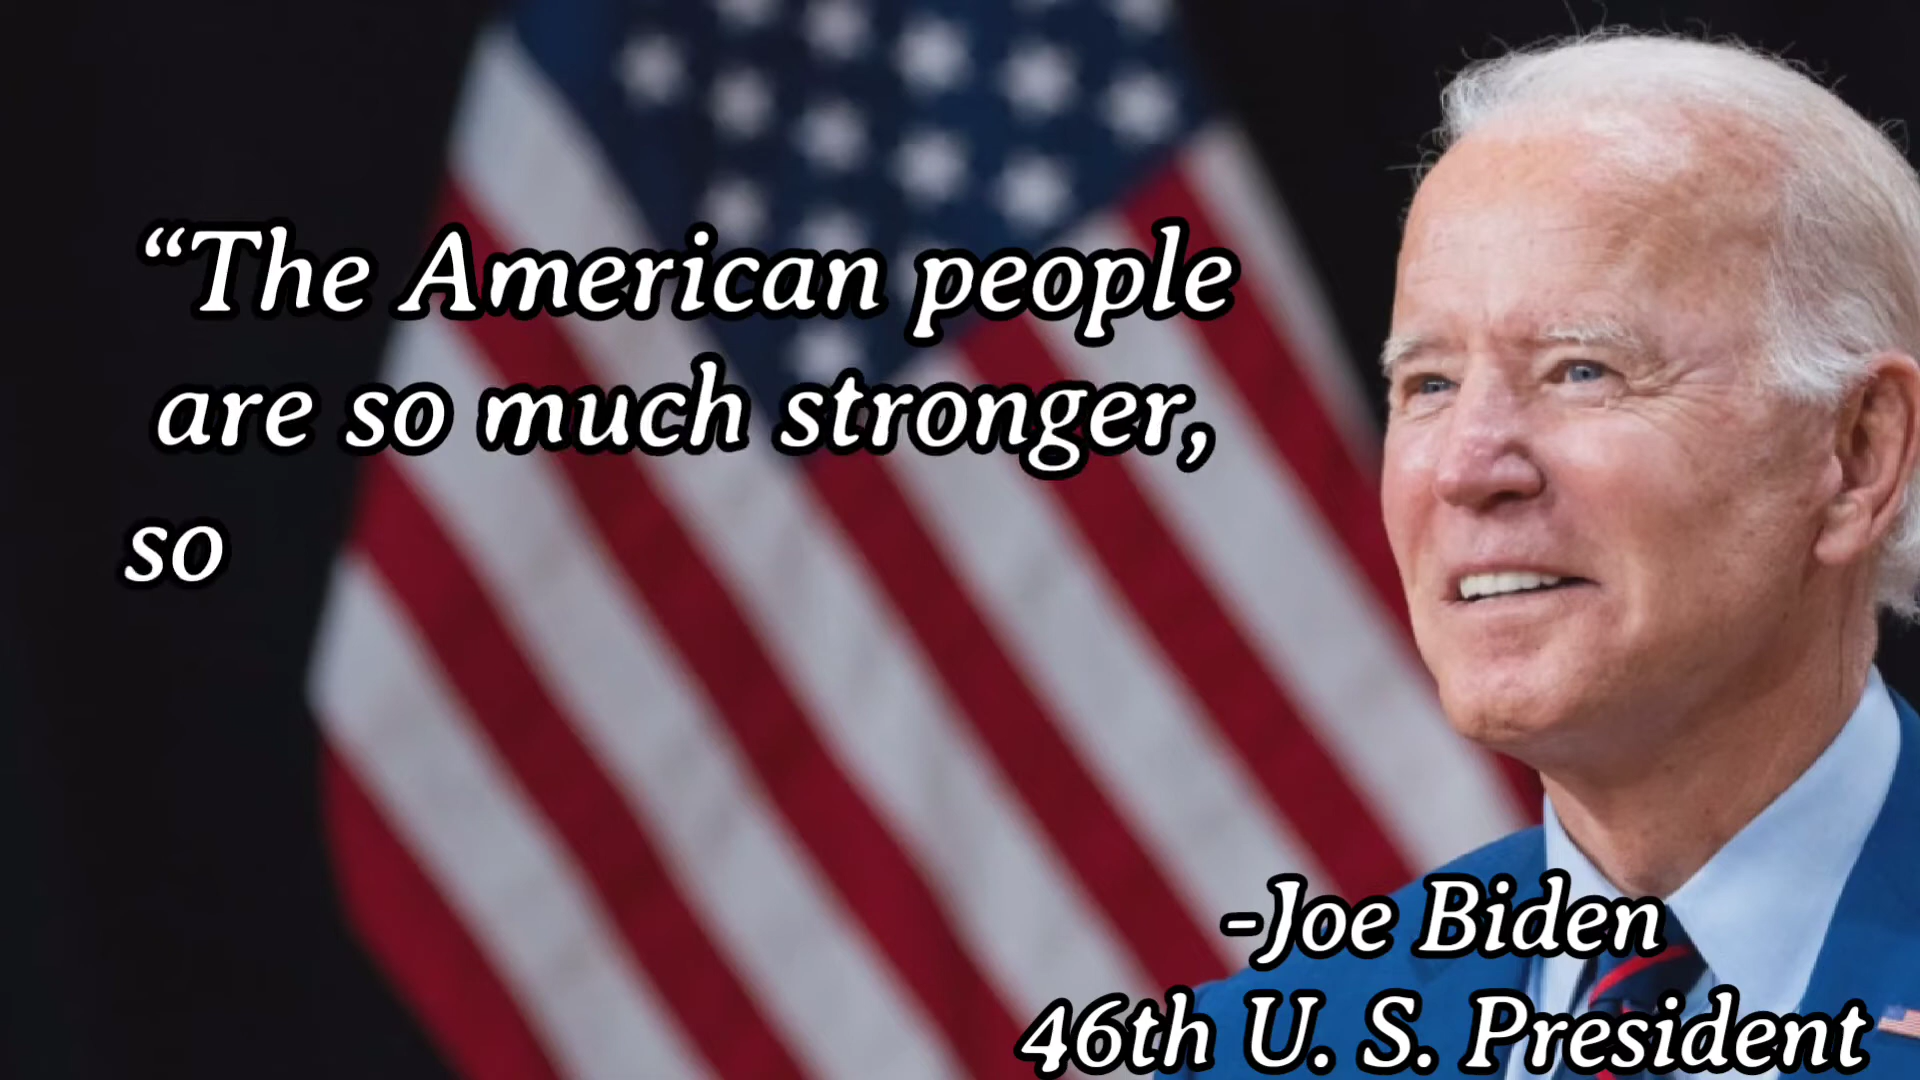 “The American people
are so much stronger,
so
-Joe Biden
46th U. S. President